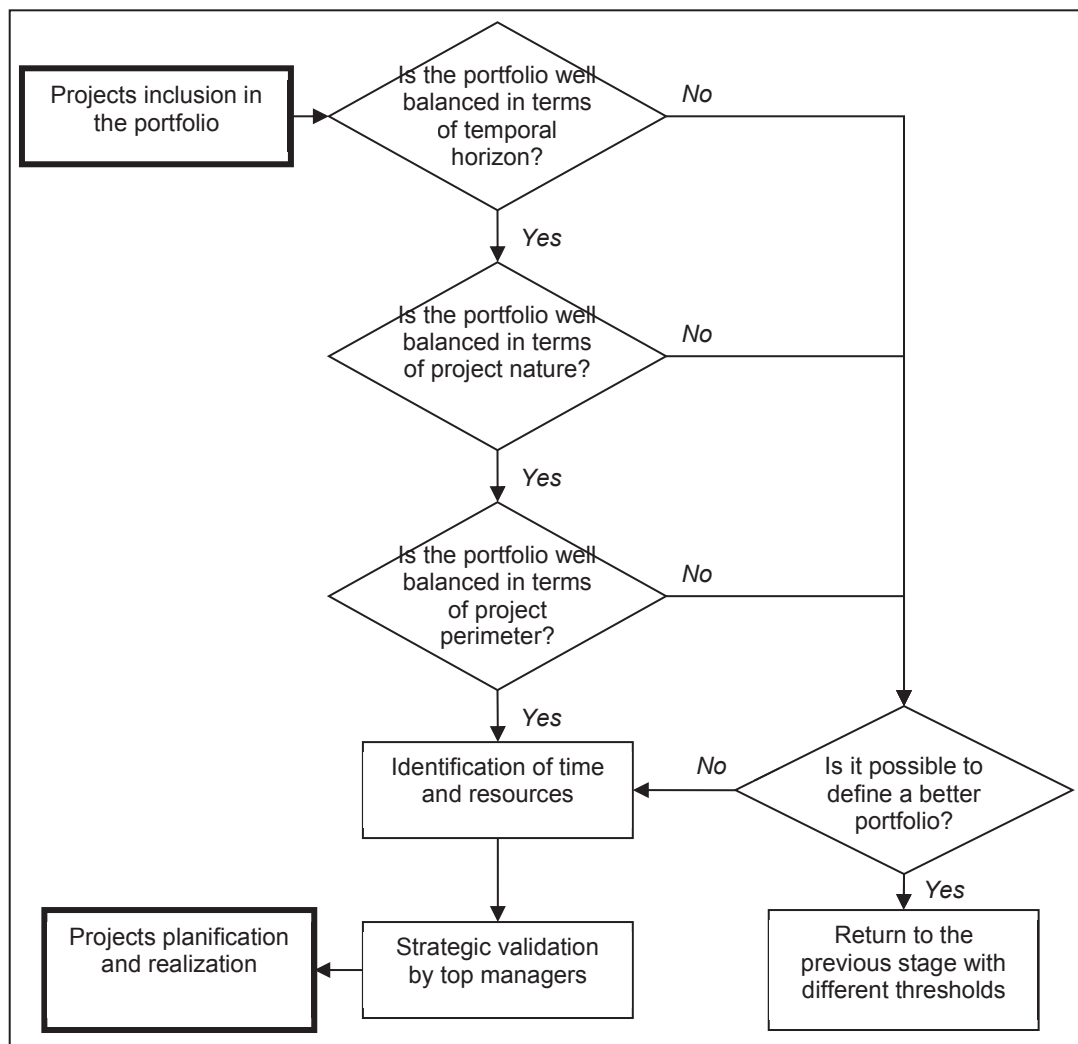 Projects inclusion in
the portfolio
Is the portfolio well
balanced in terms
of temporal
horizon?
No
Yes
Is the portfolio well
balanced in terms
of project nature?
No
Yes
Is the portfolio well
balanced in terms
of project
perimeter?
No
Yes
Identification of time
and resources
No
Is it possible to
define a better
portfolio?
Yes
Projects planification
and realization
Strategic validation
by top managers
Return to the
previous stage with
different thresholds